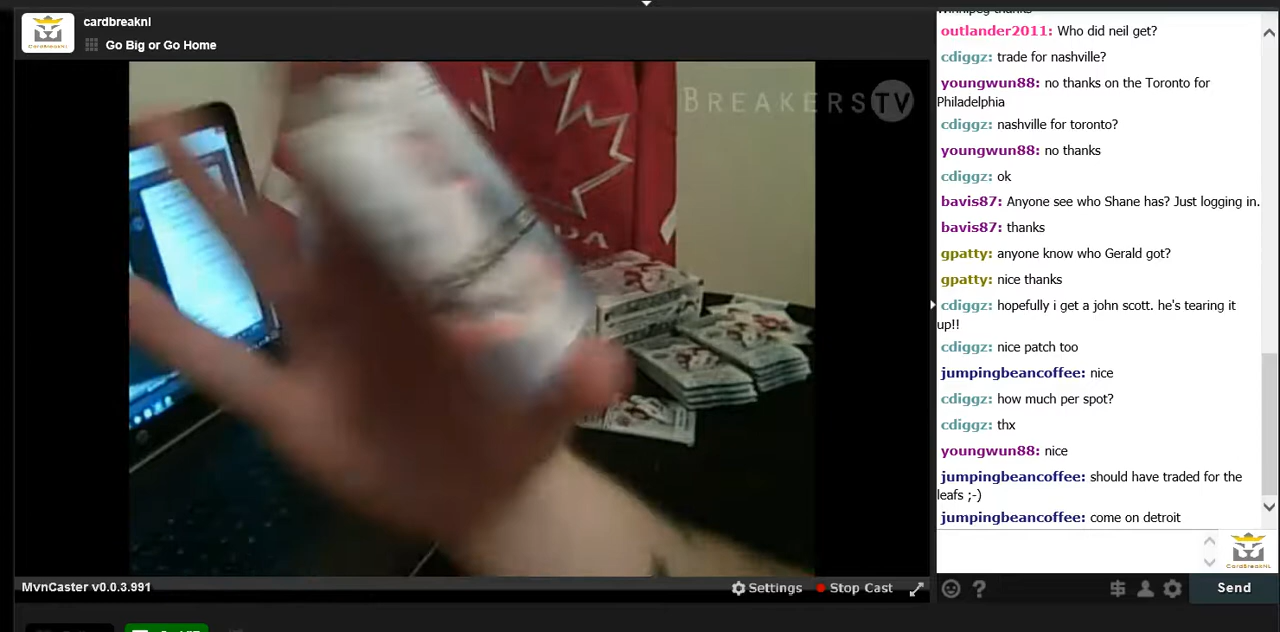 cardbreaknl
Go Big or Go Home
BREAKERSTV
MvnCaster v0.0.3.991
Settings
Stop Cast
outlander2011: Who did neil get?
cdiggz: trade for nashville?
youngwun88: no thanks on the Toronto for
Philadelphia
cdiggz: nashville for toronto?
youngwun88: no thanks
cdiggz: ok
bavis87: Anyone see who Shane has? Just logging in.
bavis87: thanks
gpatty: anyone know who Gerald got?
gpatty: nice thanks
cdiggz: hopefully i get a john scott. he's tearing it
up!!
cdiggz: nice patch too
jumpingbeancoffee: nice
cdiggz: how much per spot?
cdiggz: thx
youngwun88: nice
jumpingbeancoffee: should have traded for the
leafs ;-)
jumpingbeancoffee: come on detroit
CARDBREAKNL
Send